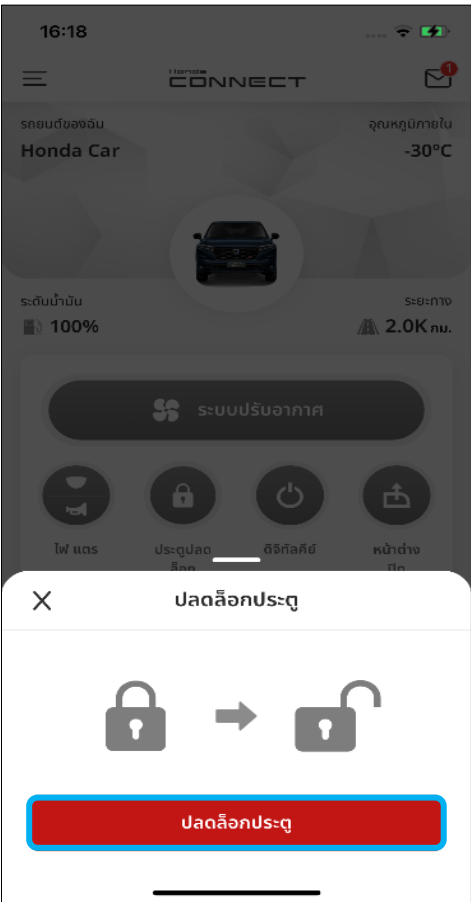 16:18
Honda
CONNECT
1
รถยนต์ของฉัน
อุณหภูมิภายใน
Honda Car
-30°C
ระดับน้ำมัน
ระยะทาง
100%
2.0K กม.
ระบบปรับอากาศ
ไฟ แตร
ประตูปลด
ล็อก
ดิจิทัลคีย์
หน้าต่าง
ปิด
ปลดล็อกประตู
ปลดล็อกประตู